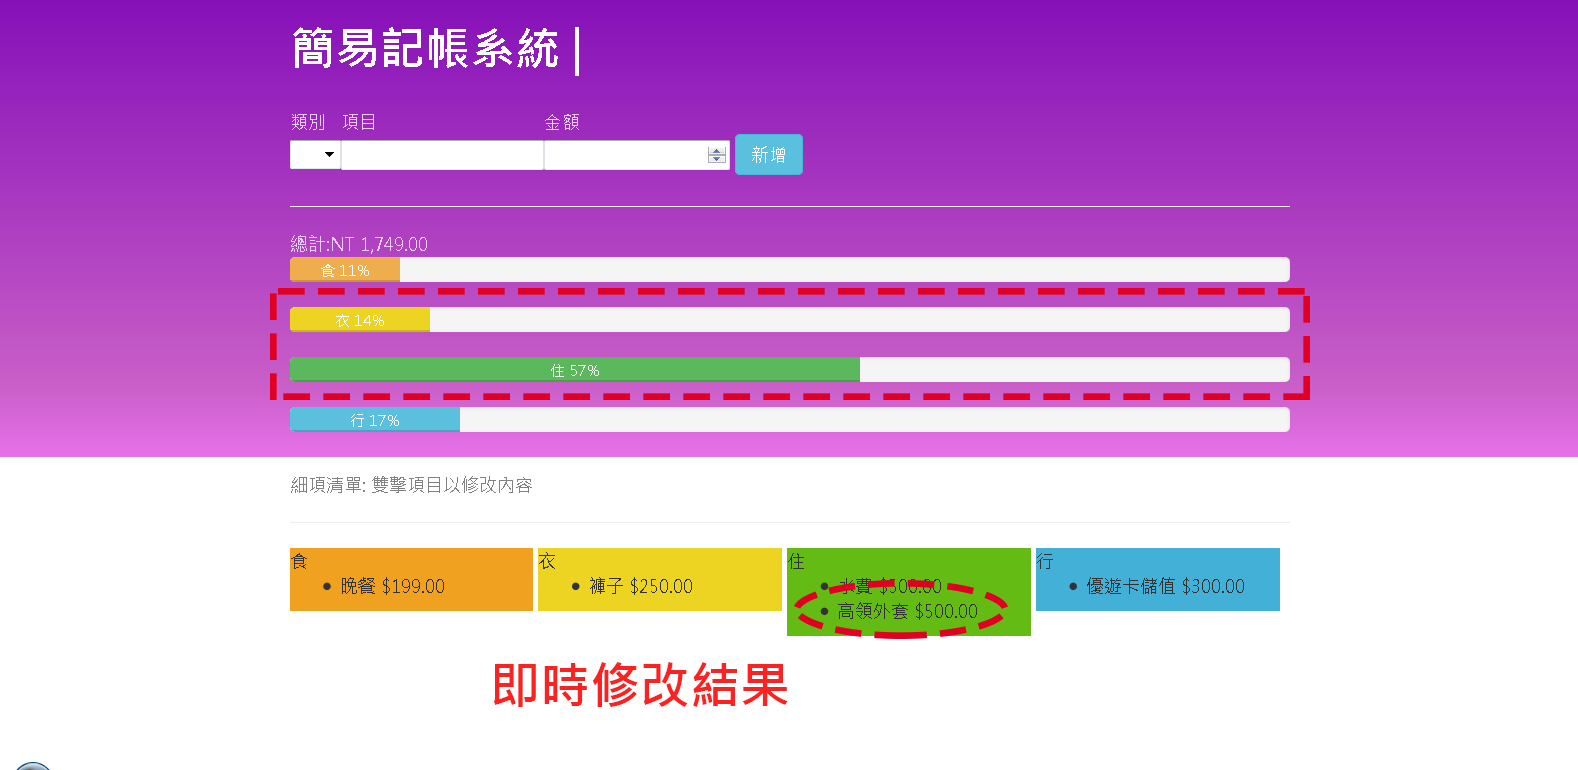 簡易記帳系統 |
類別 項目 金額
新增
總計:NT 1,749.00
食 11%
衣 14%
住 57%
行 17%
細項清單: 雙擊項目以修改內容
食
• 晚餐 $199.00
衣
• 褲子 $250.00
住
• 水費 $500.00
• 高領外套 $500.00
行
• 優遊卡儲值 $300.00
即時修改結果